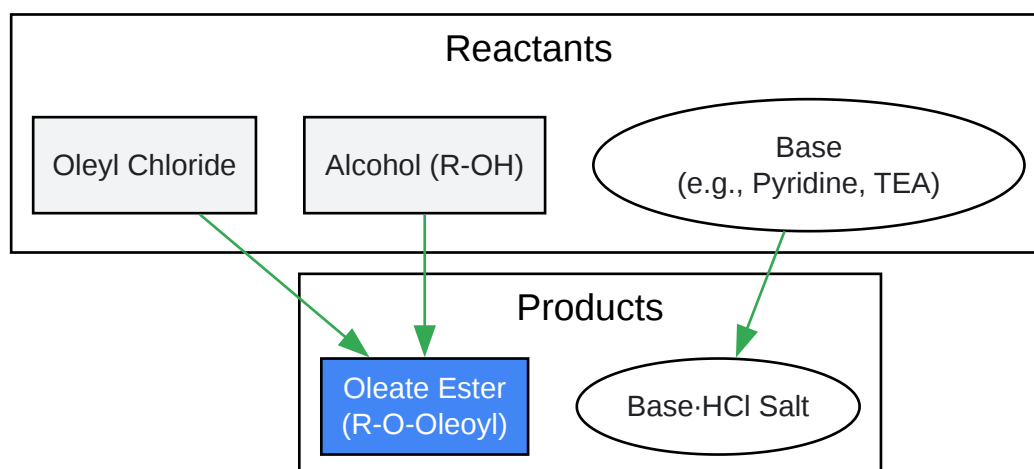 Reactants
Oleyl Chloride
Alcohol (R-OH)
Base
(e.g., Pyridine, TEA)
Products
Oleate Ester
(R-O-Oleoyl)
Base·HCl Salt